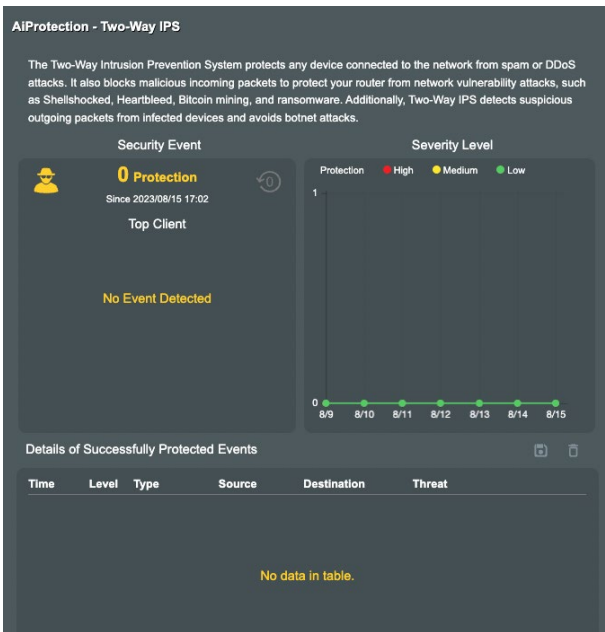 AiProtection - Two-Way IPS
The Two-Way Intrusion Prevention System protects any device connected to the network from spam or DDoS
attacks. It also blocks malicious incoming packets to protect your router from network vulnerability attacks, such
as Shellshocked, Heartbleed, Bitcoin mining, and ransomware. Additionally, Two-Way IPS detects suspicious
outgoing packets from infected devices and avoids botnet attacks.
Security Event
0 Protection
0
Since 2023/08/15 17:02
Top Client
No Event Detected
Severity Level
Protection High Medium Low
1
0
8/9 8/10 8/11 8/12 8/13 8/14 8/15
Details of Successfully Protected Events
Time Level Type Source Destination Threat
No data in table.